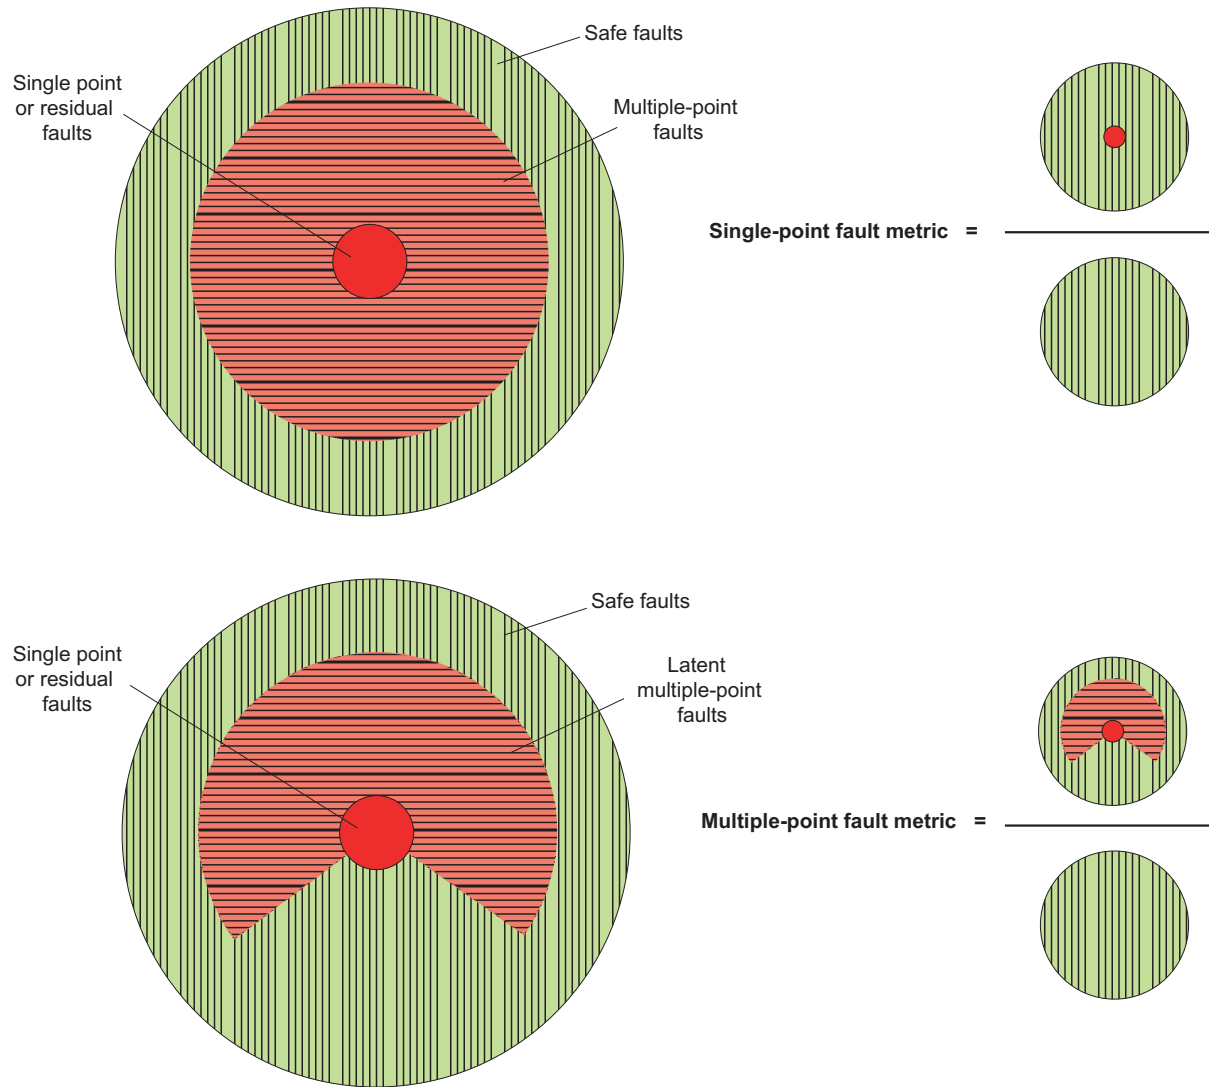 Safe faults
Single point
or residual
faults
Multiple-point
faults
Single-point fault metric =
Safe faults
Single point
or residual
faults
Latent
multiple-point
faults
Multiple-point fault metric =